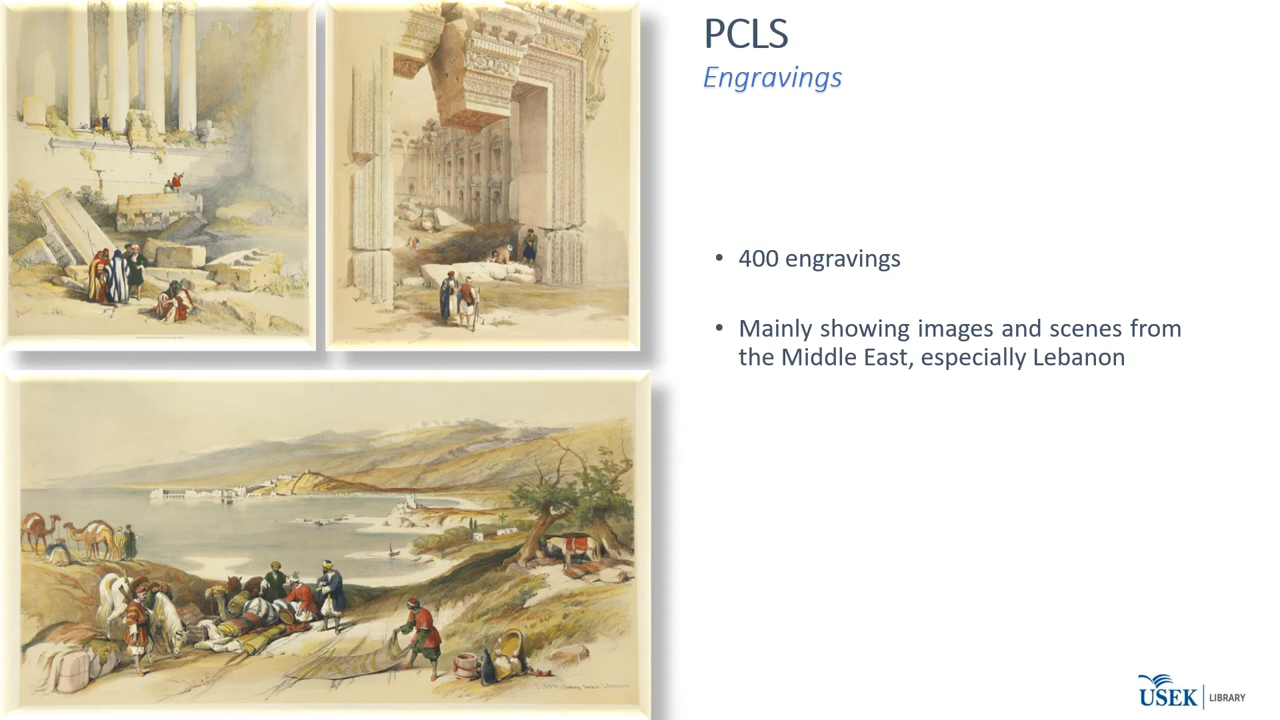 PCLS
Engravings
• 400 engravings
• Mainly showing images and scenes from
the Middle East, especially Lebanon
USEK | LIBRARY